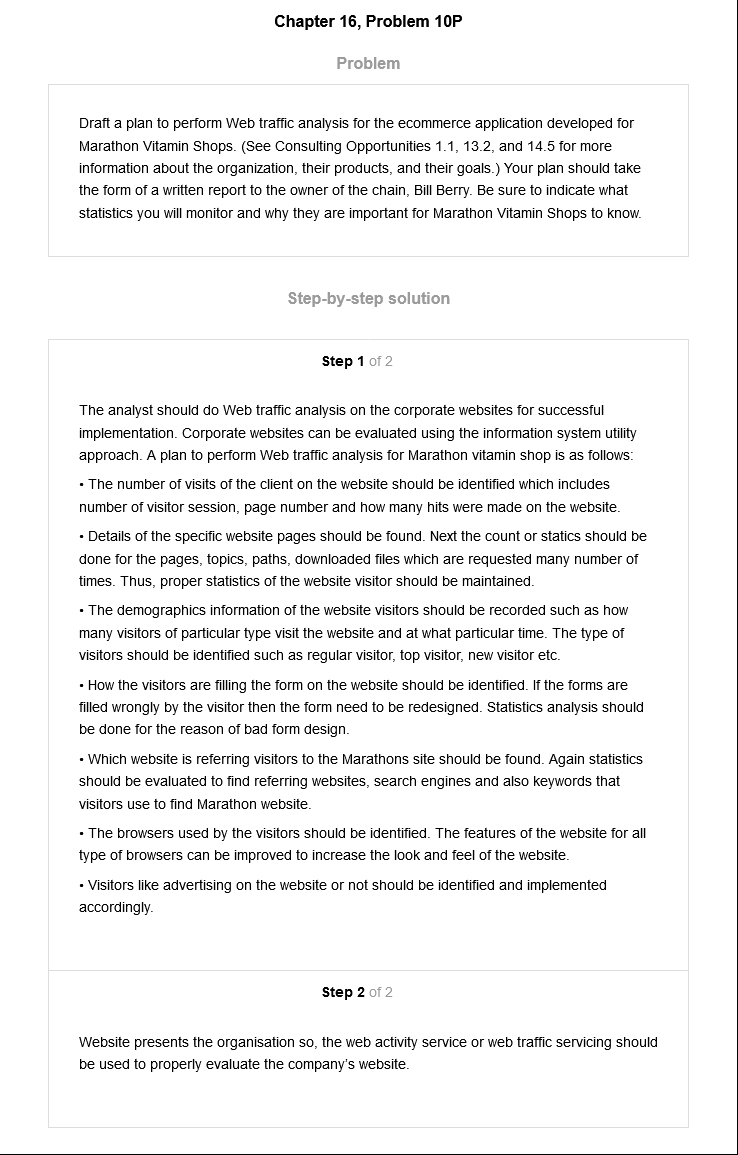 Chapter 16, Problem 10P
Problem
Draft a plan to perform Web traffic analysis for the ecommerce application developed for
Marathon Vitamin Shops. (See Consulting Opportunities 1.1, 13.2, and 14.5 for more
information about the organization, their products, and their goals.) Your plan should take
the form of a written report to the owner of the chain, Bill Berry. Be sure to indicate what
statistics you will monitor and why they are important for Marathon Vitamin Shops to know.
Step-by-step solution
Step 1 of 2
The analyst should do Web traffic analysis on the corporate websites for successful
implementation. Corporate websites can be evaluated using the information system utility
approach. A plan to perform Web traffic analysis for Marathon vitamin shop is as follows:
• The number of visits of the client on the website should be identified which includes
number of visitor session, page number and how many hits were made on the website.
• Details of the specific website pages should be found. Next the count or statics should be
done for the pages, topics, paths, downloaded files which are requested many number of
times. Thus, proper statistics of the website visitor should be maintained.
• The demographics information of the website visitors should be recorded such as how
many visitors of particular type visit the website and at what particular time. The type of
visitors should be identified such as regular visitor, top visitor, new visitor etc.
• How the visitors are filling the form on the website should be identified. If the forms are
filled wrongly by the visitor then the form need to be redesigned. Statistics analysis should
be done for the reason of bad form design.
• Which website is referring visitors to the Marathons site should be found. Again statistics
should be evaluated to find referring websites, search engines and also keywords that
visitors use to find Marathon website.
• The browsers used by the visitors should be identified. The features of the website for all
type of browsers can be improved to increase the look and feel of the website.
• Visitors like advertising on the website or not should be identified and implemented
accordingly.
Step 2 of 2
Website presents the organisation so, the web activity service or web traffic servicing should
be used to properly evaluate the company's website.